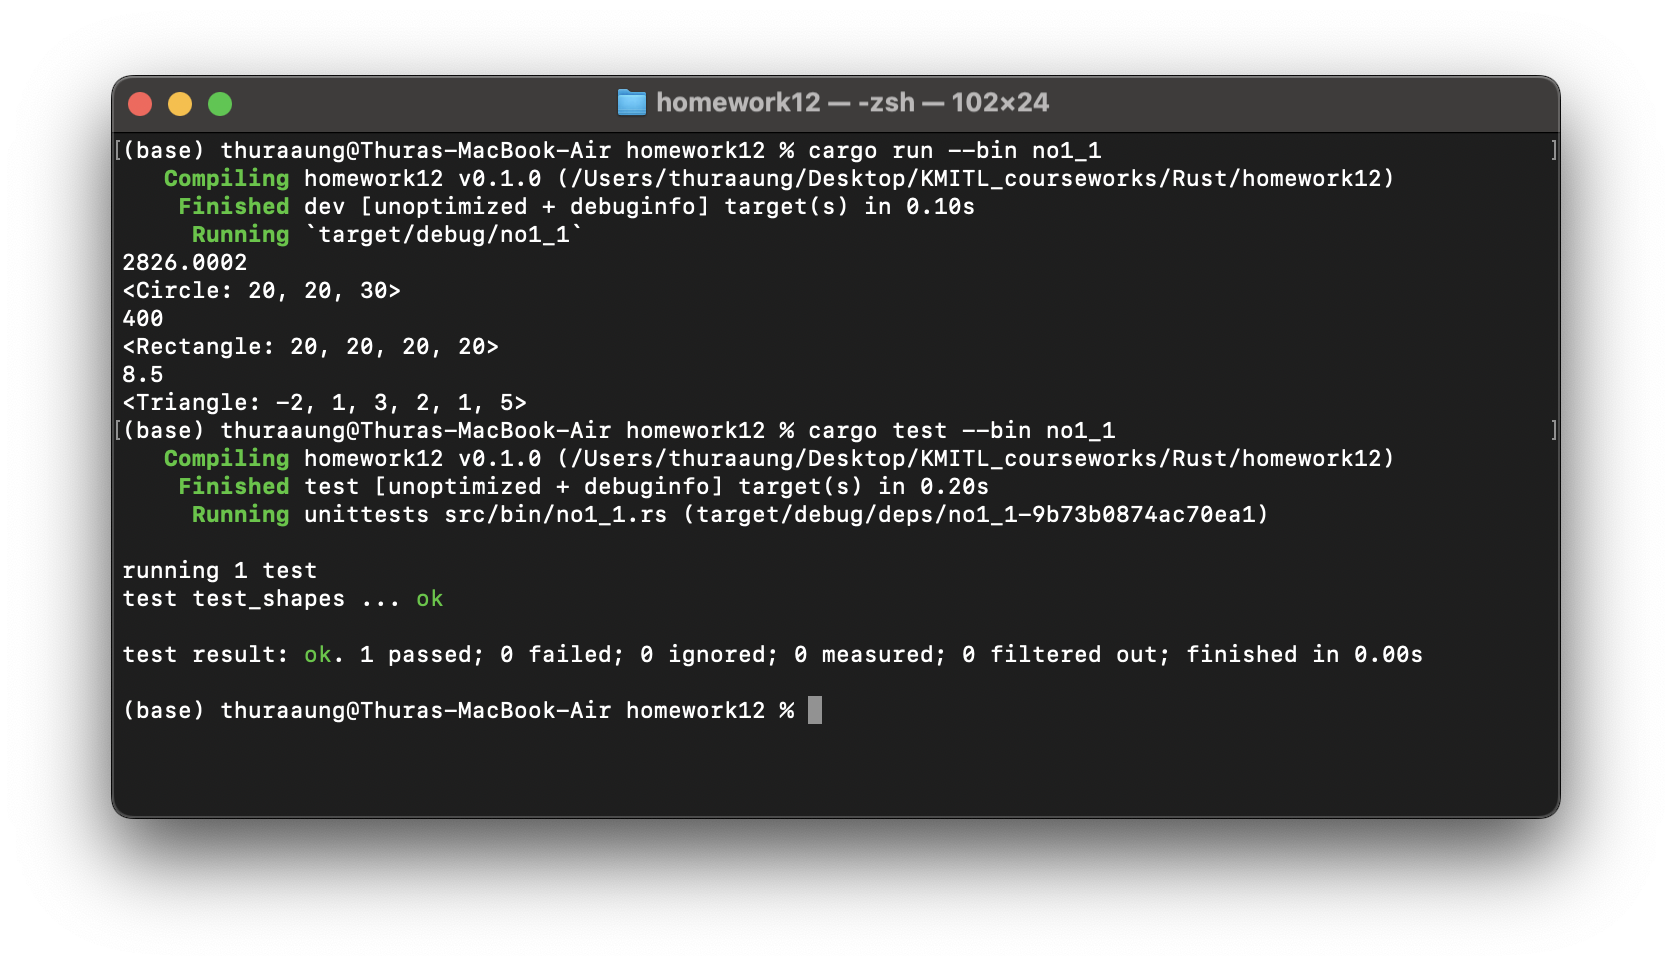 homework12 — -zsh — 102×24
(base) thuraaung@Thuras-MacBook-Air homework12 % cargo run --bin no1_1
Compiling homework12 v0.1.0 (/Users/thuraaung/Desktop/KMITL_courseworks/Rust/homework12)
Finished dev [unoptimized + debuginfo] target(s) in 0.10s
Running `target/debug/no1_1`
2826.0002
<Circle: 20, 20, 30>
400
<Rectangle: 20, 20, 20, 20>
8.5
<Triangle: -2, 1, 3, 2, 1, 5>
(base) thuraaung@Thuras-MacBook-Air homework12 % cargo test --bin no1_1
Compiling homework12 v0.1.0 (/Users/thuraaung/Desktop/KMITL_courseworks/Rust/homework12)
Finished test [unoptimized + debuginfo] target(s) in 0.20s
Running unittests src/bin/no1_1.rs (target/debug/deps/no1_1-9b73b0874ac70ea1)
running 1 test
test test_shapes ... ok
test result: ok. 1 passed; 0 failed; 0 ignored; 0 measured; 0 filtered out; finished in 0.00s
(base) thuraaung@Thuras-MacBook-Air homework12 %